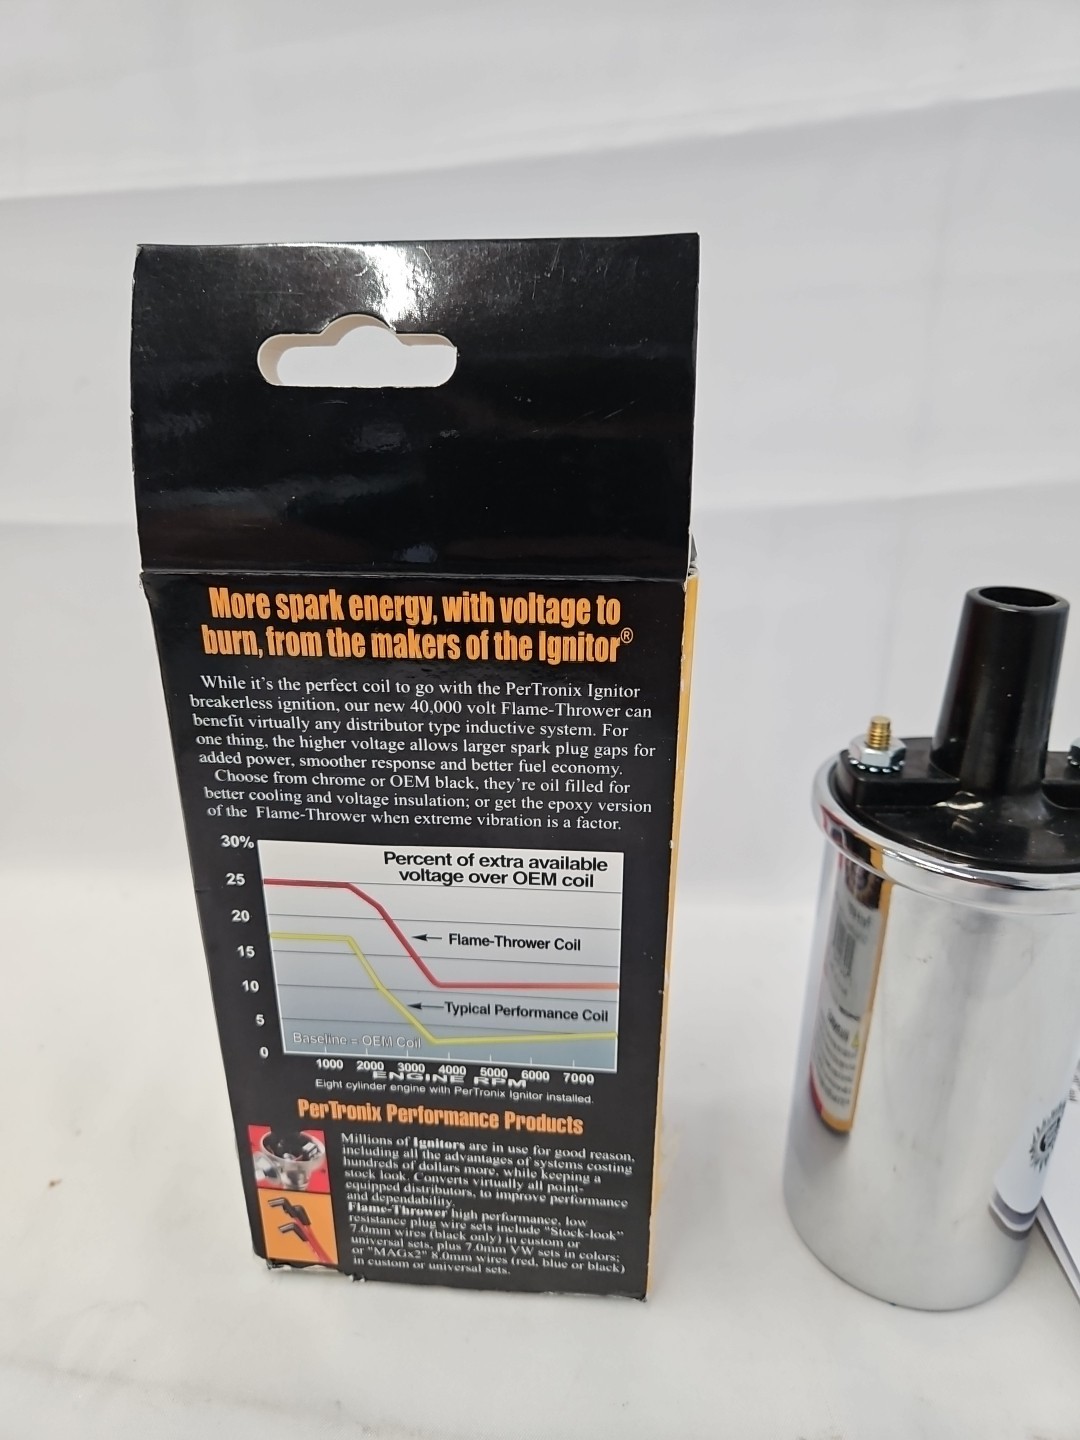 More spark energy, with voltage to
burn, from the makers of the Ignitor®
While it's the perfect coil to go with the PerTronix Ignitor
breakerless ignition, our new 40,000 volt Flame-Thrower can
benefit virtually any distributor type inductive system. For
one thing, the higher voltage allows larger spark plug gaps for
added power, smoother response and better fuel economy.
Choose from chrome or OEM black, they're oil filled for
better cooling and voltage insulation; or get the epoxy version
of the Flame-Thrower when extreme vibration is a factor.
30%
25
20
15
10
5
0
Percent of extra available
voltage over OEM coil
Flame-Thrower Coil
Typical Performance Coil
Baseline = OEM Coil
1000 2000 3000 4000 5000 6000 7000
ENGINE RPM
Eight cylinder engine with PerTronix Ignitor installed.
PerTronix Performance Products
Millions of Ignitors are in use for good reason,
including all the advantages of systems costing
hundreds of dollars more, while keeping a
stock look. Converts virtually all point-
equipped distributors, to improve performance
and dependability.
Flame-Thrower high performance, low
resistance plug wire sets include "Stock-look"
7.0mm wires (black only) in custom or
universal sets, plus 7.0mm VW sets in colors;
or "MAGx2" 8.0mm wires (red, blue or black)
in custom or universal sets.